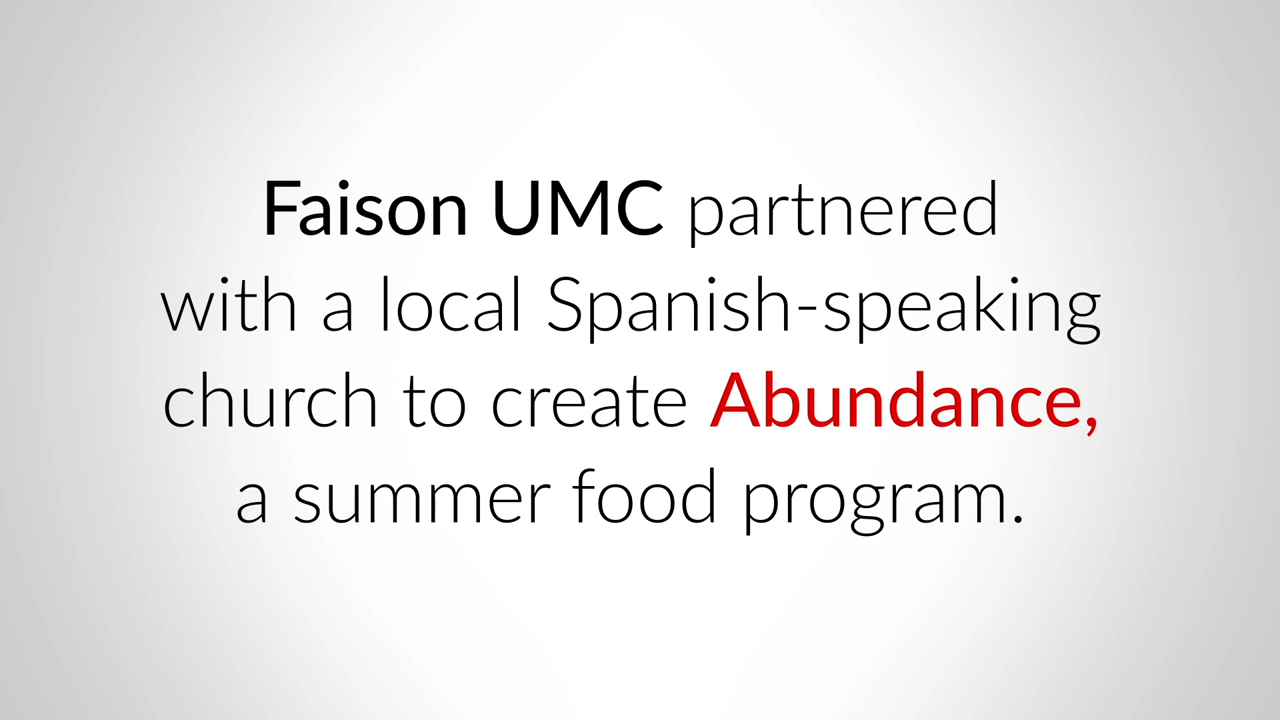 Faison UMC partnered
with a local Spanish-speaking
church to create Abundance,
a summer food program.